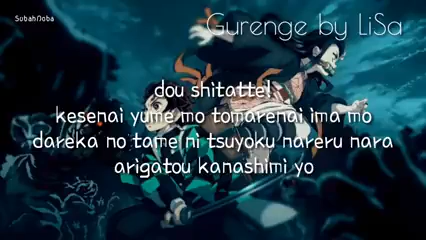 SubahNoba
Gurenge by LiSa
dou shitatte!
kesenai yume mo tomarenai ima mo
dareka no tame ni tsuyoku nareru nara
arigatou kanashimi yo